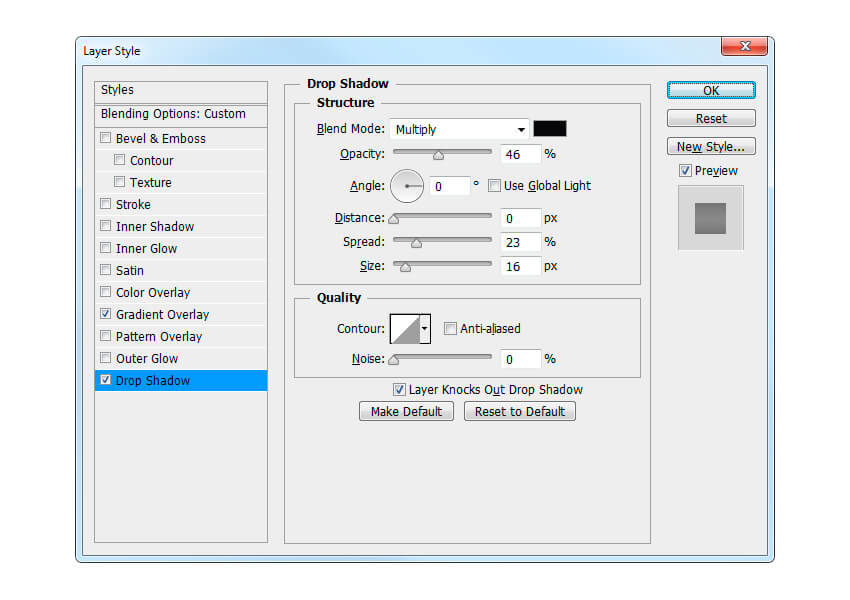 Layer Style
Styles
Blending Options: Custom
Bevel & Emboss
Contour
Texture
Stroke
Inner Shadow
Inner Glow
Satin
Color Overlay
Gradient Overlay
Pattern Overlay
Outer Glow
Drop Shadow
Drop Shadow
Structure
Blend Mode: Multiply
Opacity: 46 %
Angle: 0 ° Use Global Light
Distance: 0 px
Spread: 23 %
Size: 16 px
Quality
Contour: Anti-aliased
Noise: 0 %
Layer Knocks Out Drop Shadow
Make Default Reset to Default
OK
Reset
New Style...
Preview